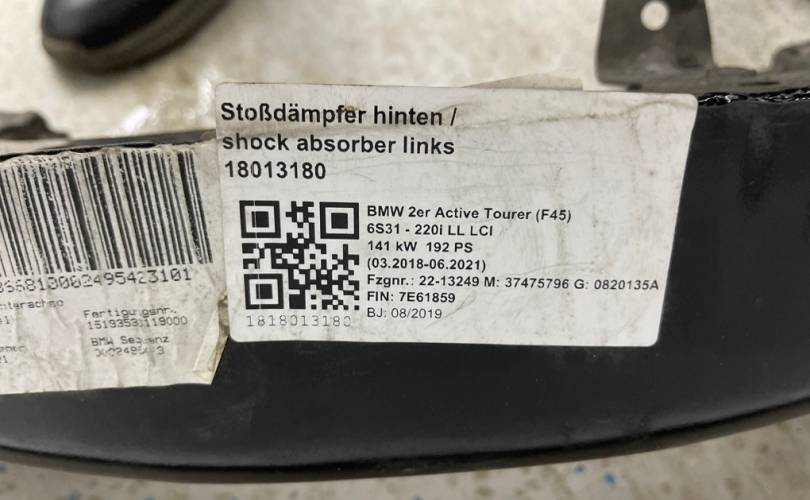 Stoßdämpfer hinten /
shock absorber links
18013180
BMW 2er Active Tourer (F45)
6S31 - 220i LL LCI
141 kW 192 PS
(03.2018-06.2021)
Fzgnr.: 22-13249 M: 37475796 G: 0820135A
FIN: 7E61859
BJ: 08/2019
1818013180
Fertigungsnr.
BMW Sequenz